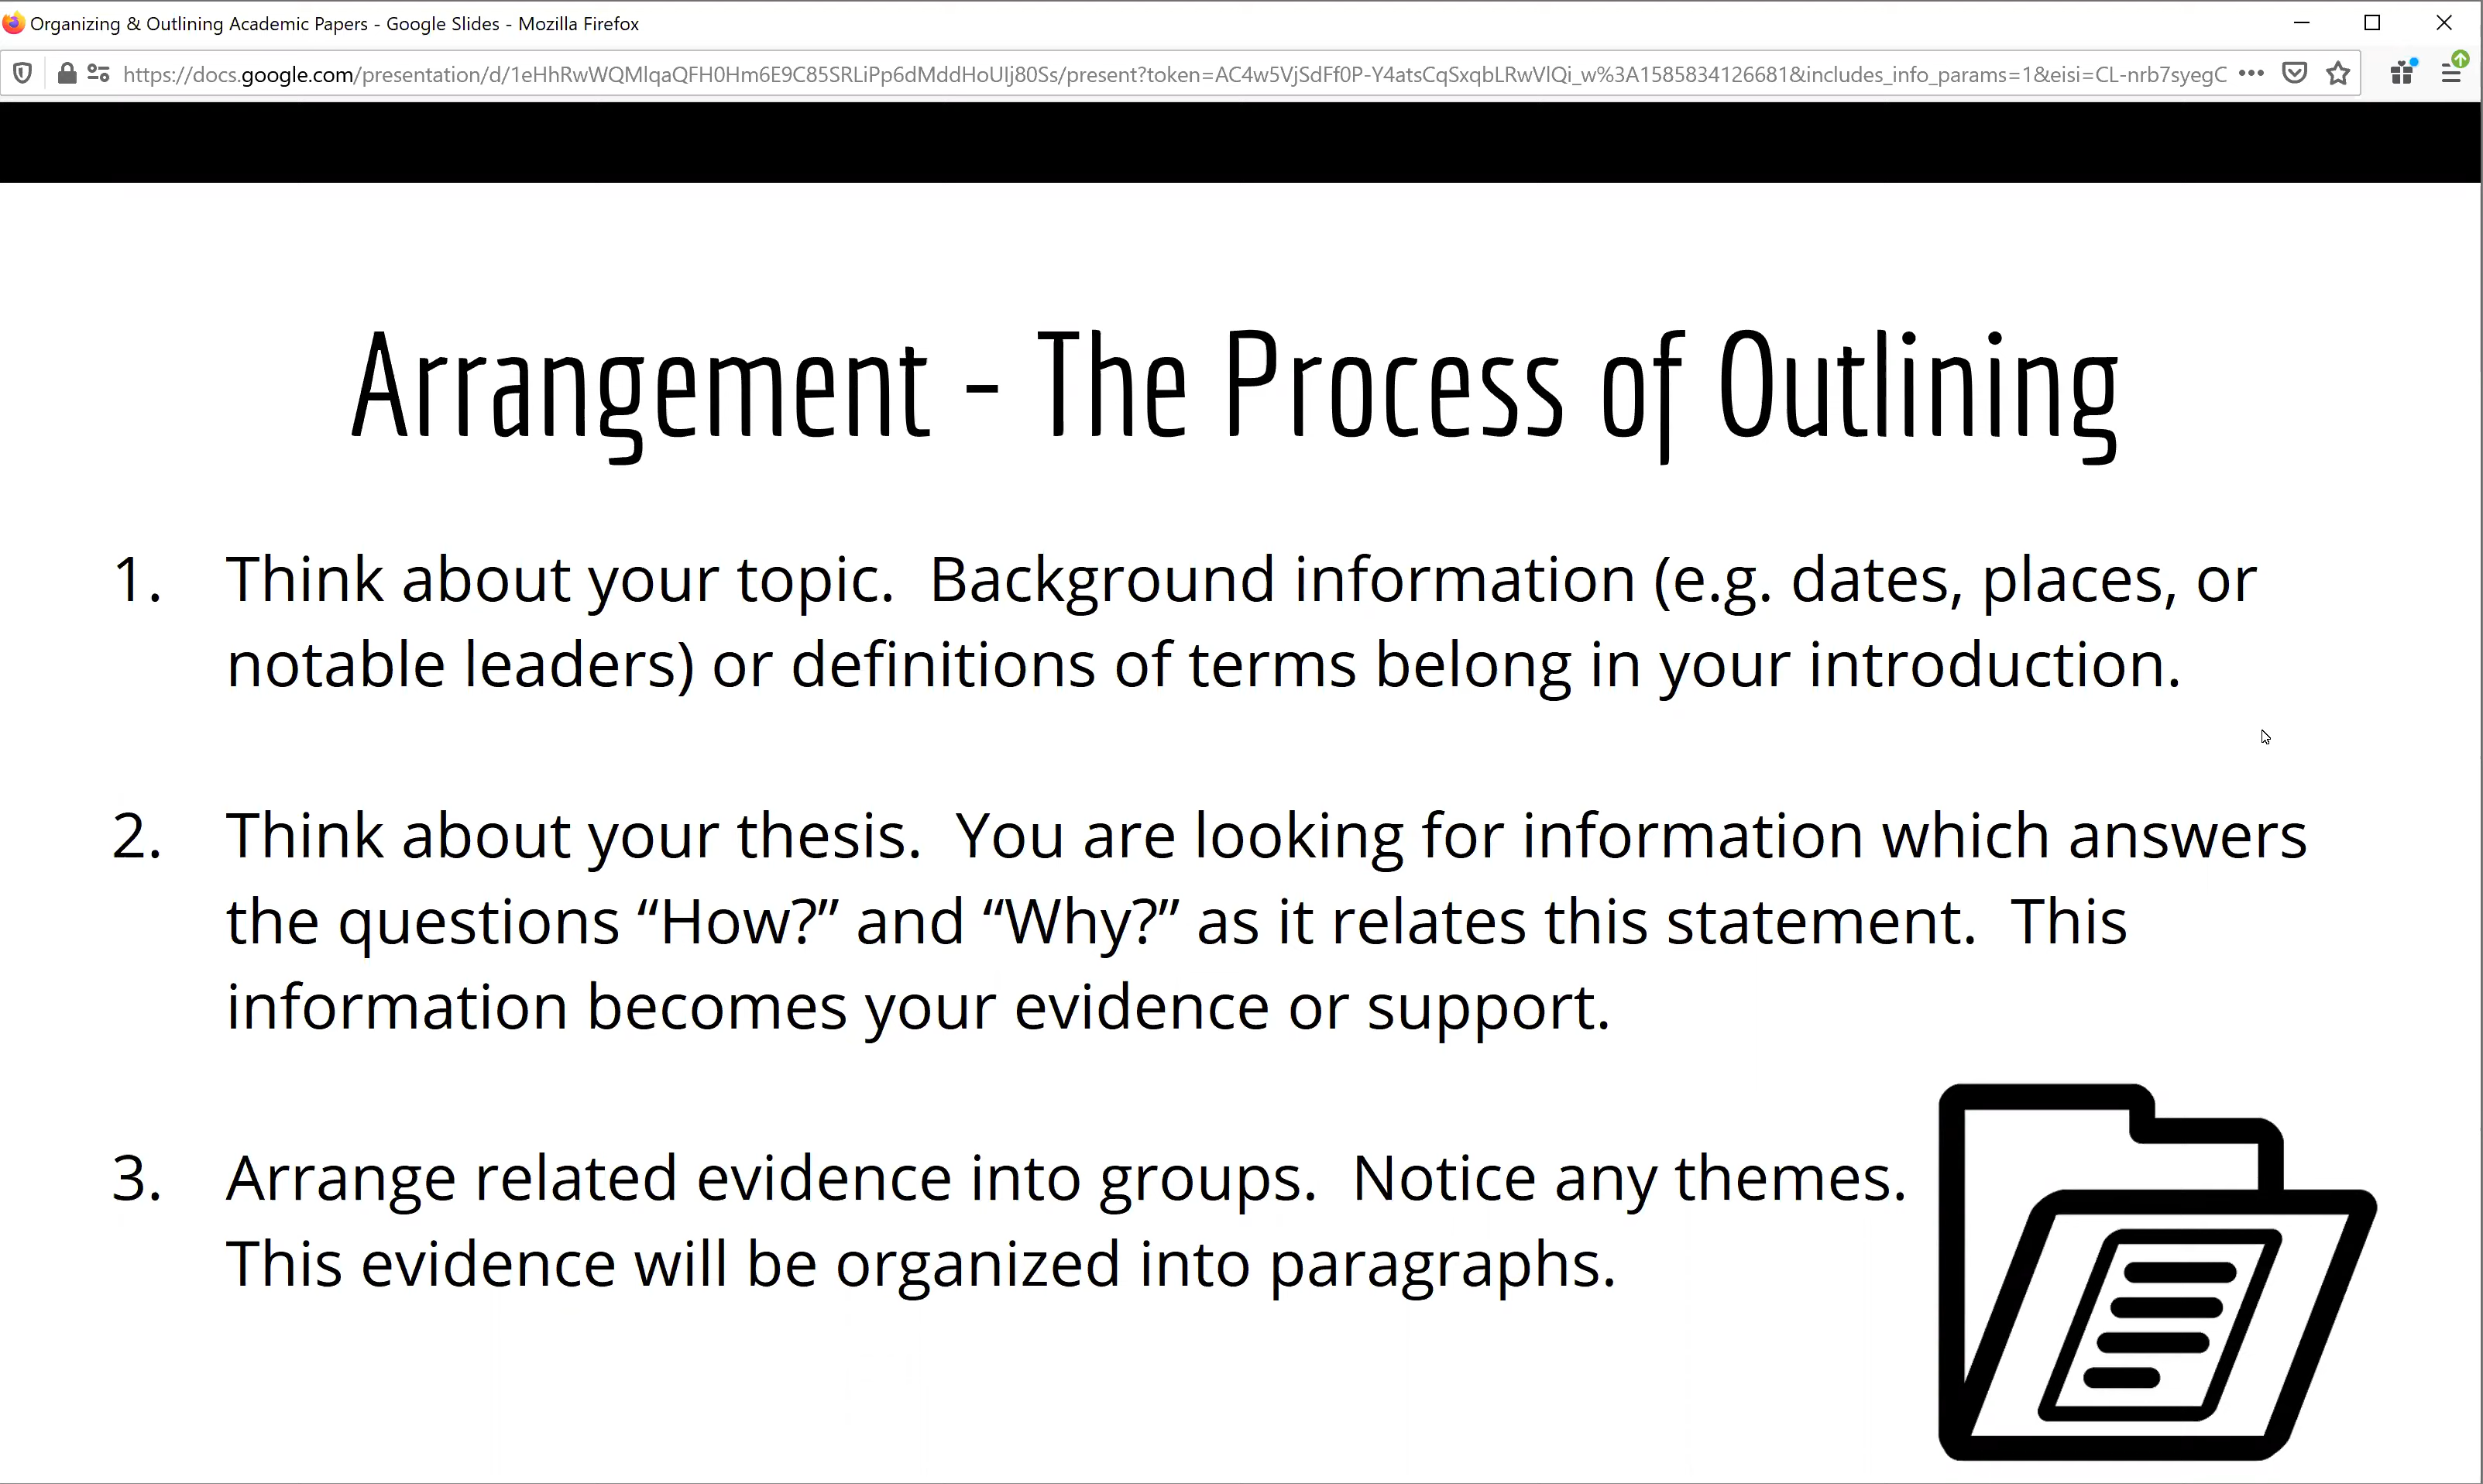 Organizing & Outlining Academic Papers - Google Slides - Mozilla Firefox
https://docs.google.com/presentation/d/1eHhRwWQMlqaQFH0Hm6E9C85SRLiPp6dMddHoUlj80Ss/present?token=AC4w5VjSdFf0P-Y4atsCqSxqbLRwVlQi_w%3A1585834126681&includes_info_params=1&eisi=CL-nrb7syegC
Arrangement - The Process of Outlining
1. Think about your topic. Background information (e.g. dates, places, or
notable leaders) or definitions of terms belong in your introduction.
2. Think about your thesis. You are looking for information which answers
the questions “How?” and “Why?” as it relates this statement. This
information becomes your evidence or support.
3. Arrange related evidence into groups. Notice any themes.
This evidence will be organized into paragraphs.